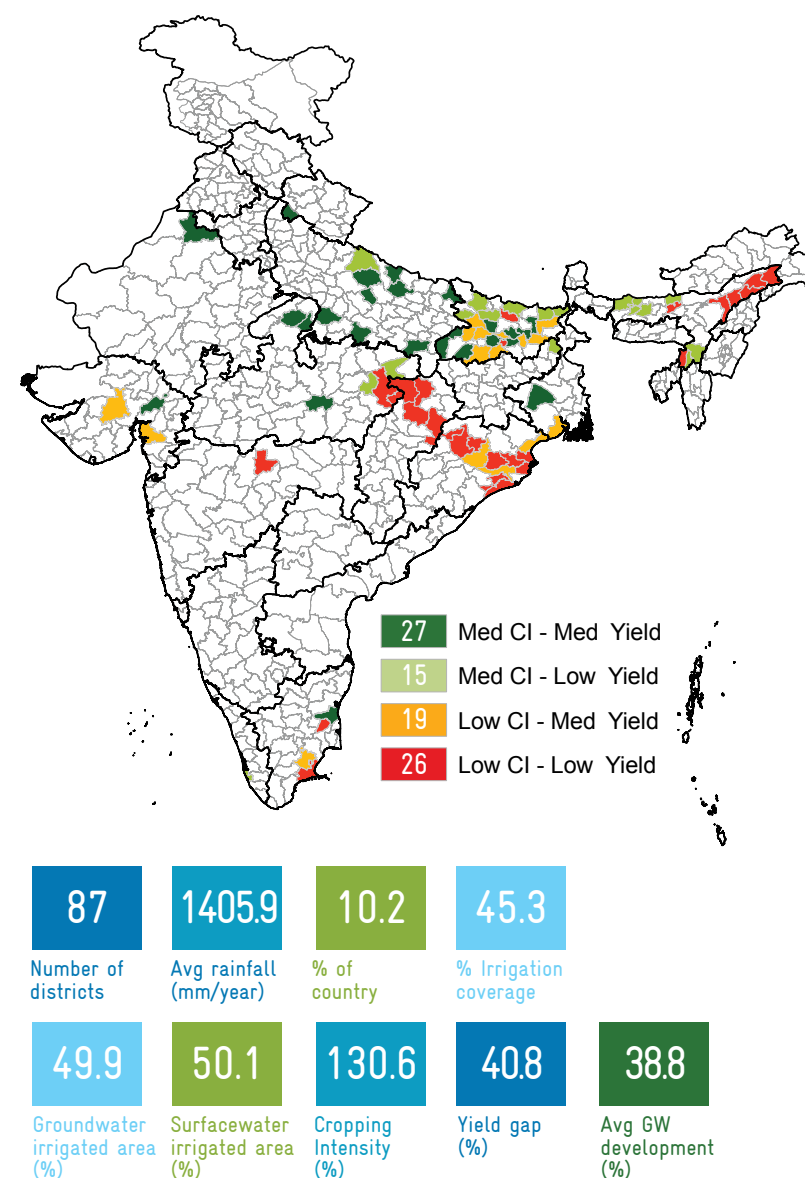 27 Med CI - Med Yield
15 Med CI - Low Yield
19 Low CI - Med Yield
26 Low CI - Low Yield
87
Number of
districts
1405.9
Avg rainfall
(mm/year)
10.2
% of
country
45.3
% Irrigation
coverage
49.9
Groundwater
irrigated area
(%)
50.1
Surfacewater
irrigated area
(%)
130.6
Cropping
Intensity
(%)
40.8
Yield gap
(%)
38.8
Avg GW
development
(%)